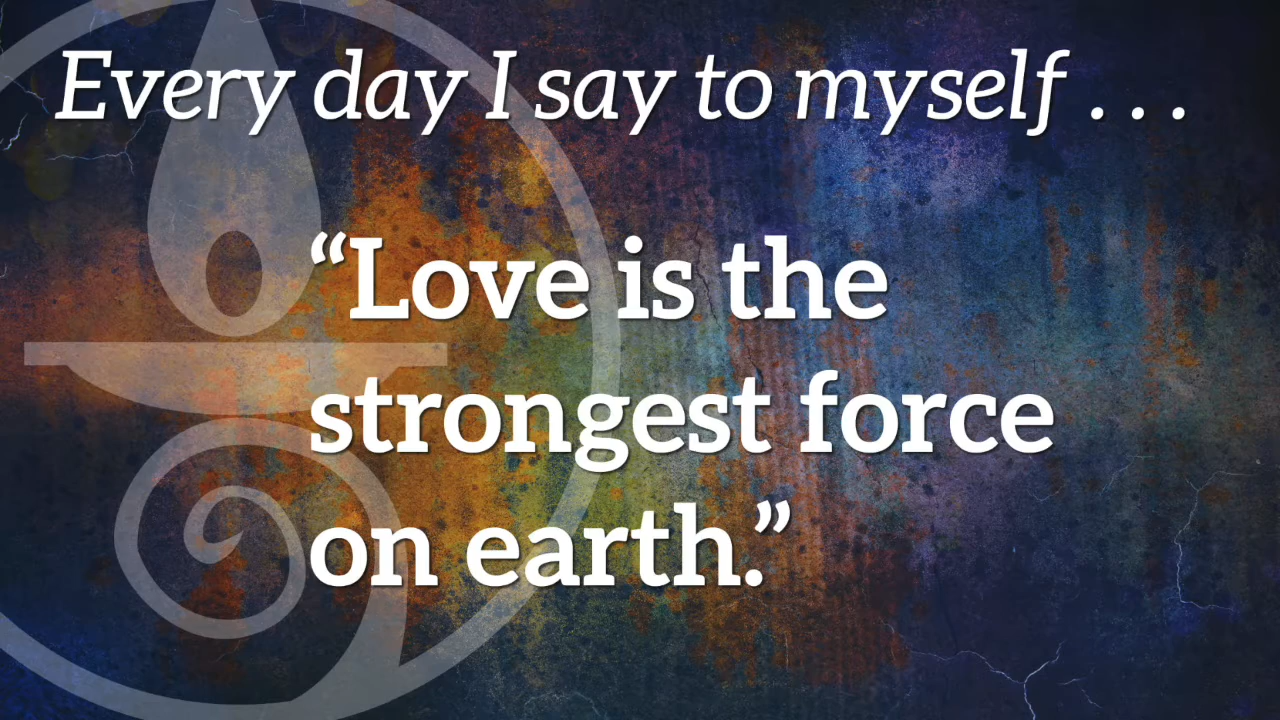 Every day I say to myself . . .
“Love is the
strongest force
on earth.”